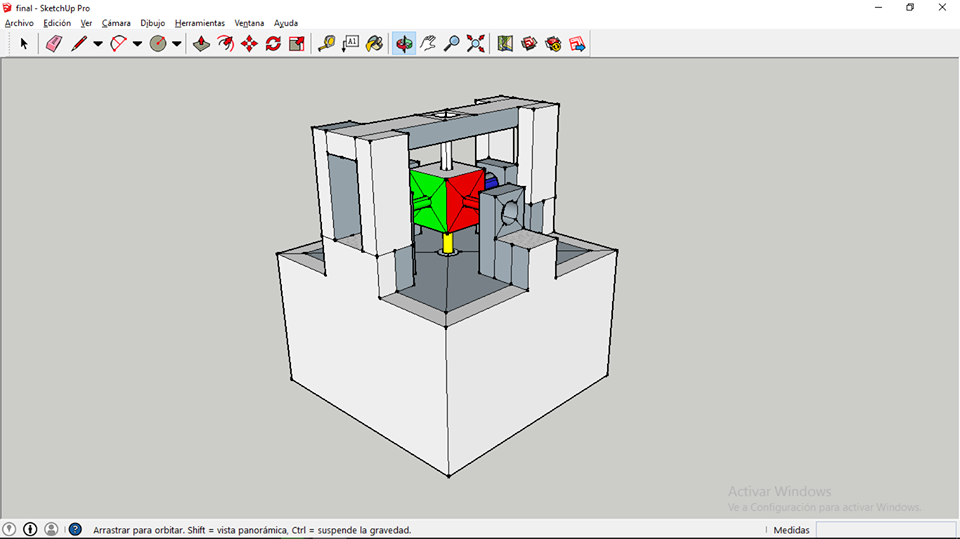 final - SketchUp Pro
Archivo Edición Ver Cámara Dibujo Herramientas Ventana Ayuda
A1
Activar Windows
Ve a Configuración para activar Windows.
Arrastrar para orbitar. Shift = vista panorámica, Ctrl = suspende la gravedad.
Medidas